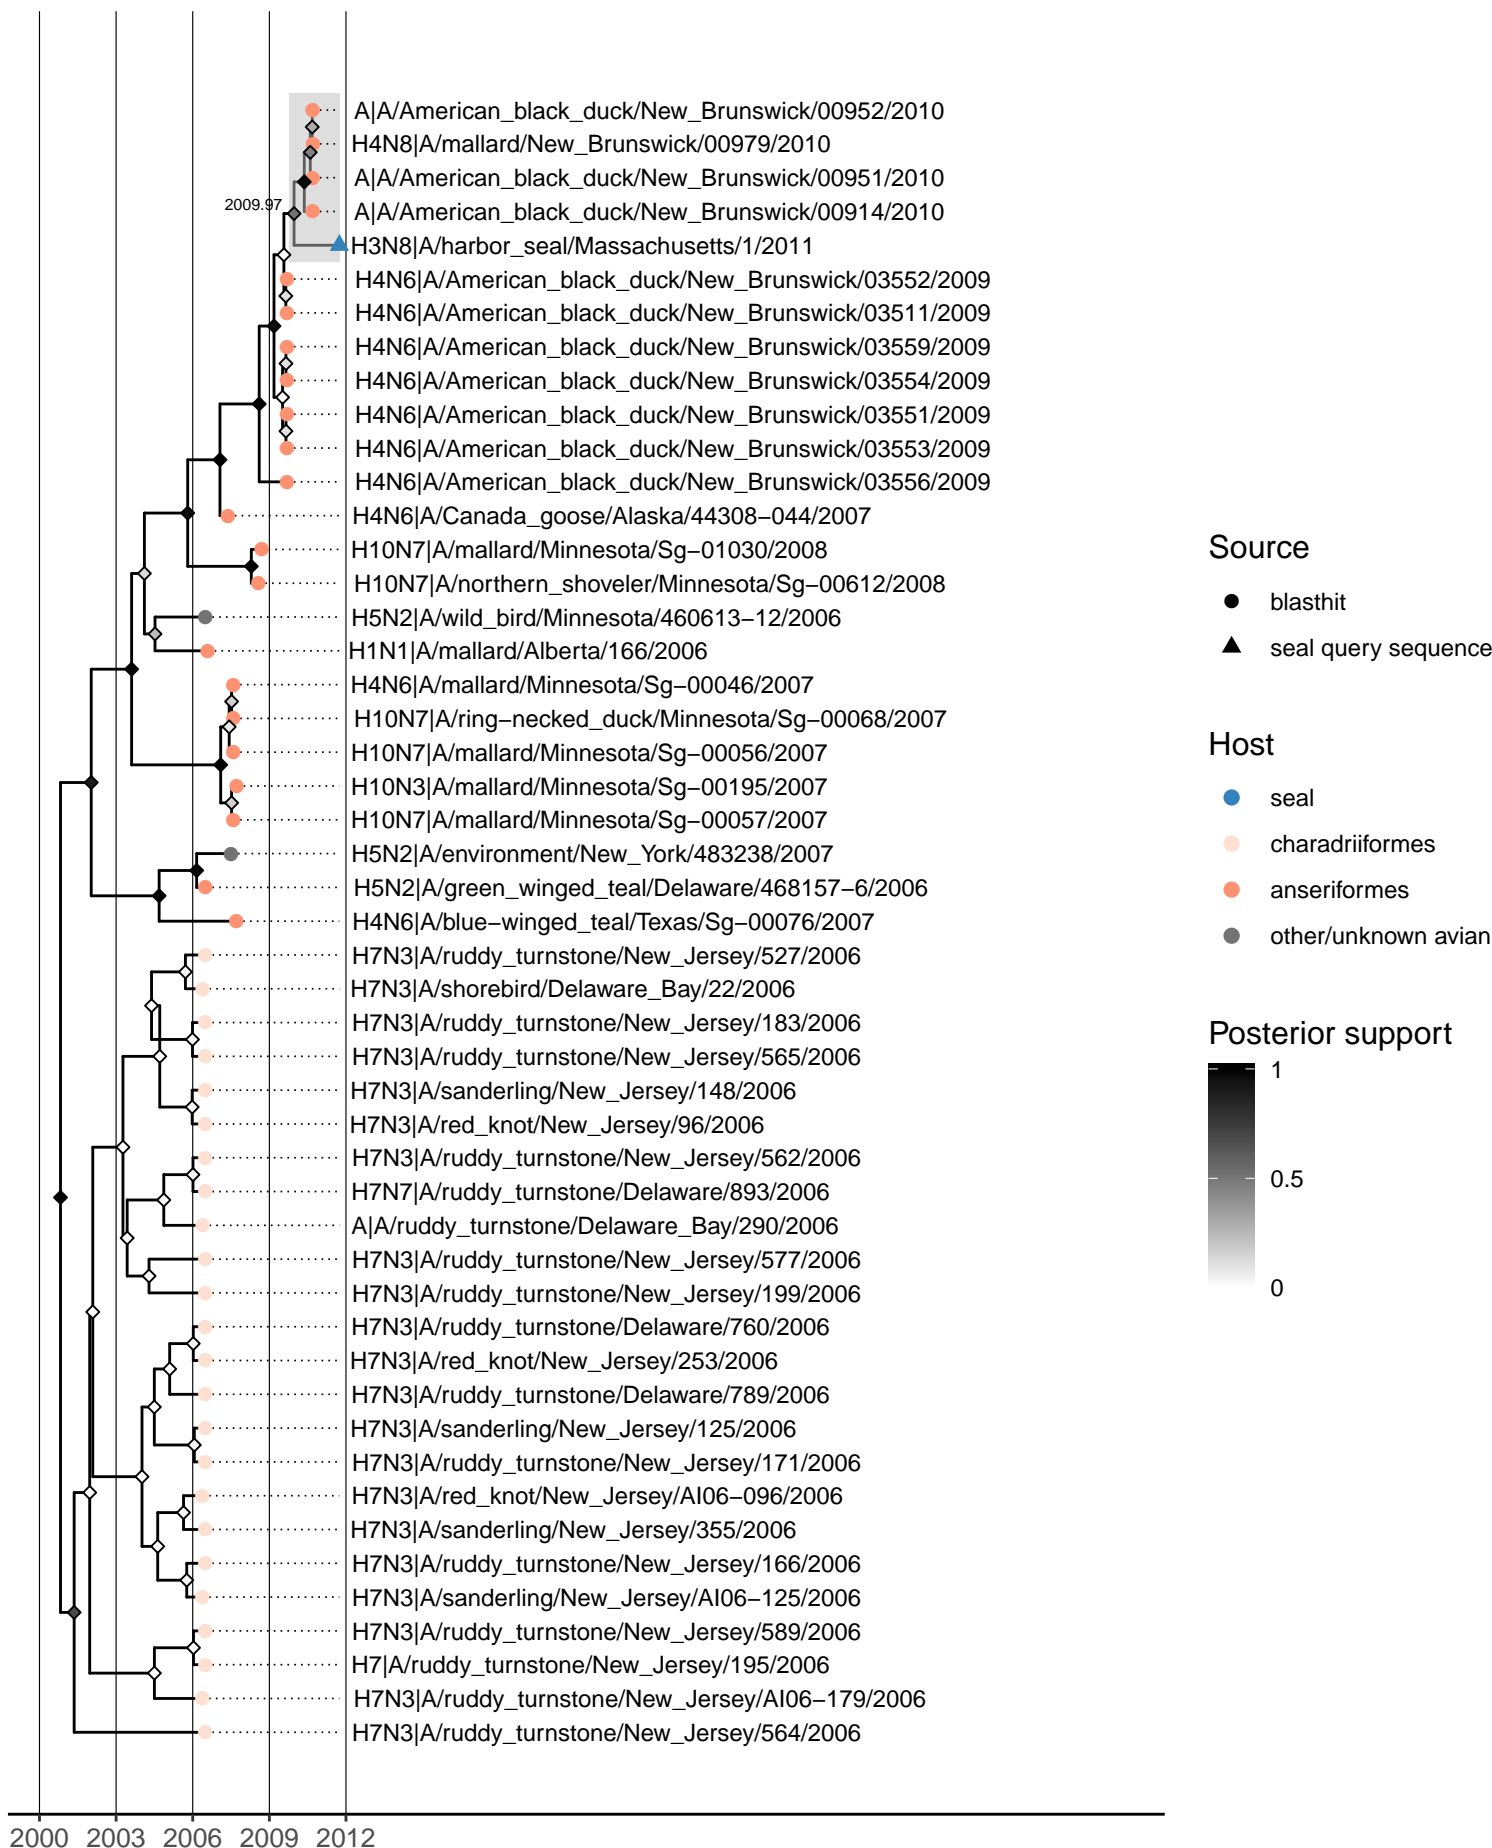 A|A/American_black_duck/New_Brunswick/00952/2010
H4N8|A/mallard/New_Brunswick/00979/2010
A|A/American_black_duck/New_Brunswick/00951/2010
2009.97
A|A/American_black_duck/New_Brunswick/00914/2010
H3N8|A/harbor_seal/Massachusetts/1/2011
H4N6|A/American_black_duck/New_Brunswick/03552/2009
H4N6|A/American_black_duck/New_Brunswick/03511/2009
H4N6|A/American_black_duck/New_Brunswick/03559/2009
H4N6|A/American_black_duck/New_Brunswick/03554/2009
H4N6|A/American_black_duck/New_Brunswick/03551/2009
H4N6|A/American_black_duck/New_Brunswick/03553/2009
H4N6|A/American_black_duck/New_Brunswick/03556/2009
H4N6|A/Canada_goose/Alaska/44308−044/2007
H10N7|A/mallard/Minnesota/Sg−01030/2008
H10N7|A/northern_shoveler/Minnesota/Sg−00612/2008
H5N2|A/wild_bird/Minnesota/460613−12/2006
H1N1|A/mallard/Alberta/166/2006
H4N6|A/mallard/Minnesota/Sg−00046/2007
H10N7|A/ring−necked_duck/Minnesota/Sg−00068/2007
H10N7|A/mallard/Minnesota/Sg−00056/2007
H10N3|A/mallard/Minnesota/Sg−00195/2007
H10N7|A/mallard/Minnesota/Sg−00057/2007
H5N2|A/environment/New_York/483238/2007
H5N2|A/green_winged_teal/Delaware/468157−6/2006
H4N6|A/blue−winged_teal/Texas/Sg−00076/2007
H7N3|A/ruddy_turnstone/New_Jersey/527/2006
H7N3|A/shorebird/Delaware_Bay/22/2006
H7N3|A/ruddy_turnstone/New_Jersey/183/2006
H7N3|A/ruddy_turnstone/New_Jersey/565/2006
H7N3|A/sanderling/New_Jersey/148/2006
H7N3|A/red_knot/New_Jersey/96/2006
H7N3|A/ruddy_turnstone/New_Jersey/562/2006
H7N7|A/ruddy_turnstone/Delaware/893/2006
A|A/ruddy_turnstone/Delaware_Bay/290/2006
H7N3|A/ruddy_turnstone/New_Jersey/577/2006
H7N3|A/ruddy_turnstone/New_Jersey/199/2006
H7N3|A/ruddy_turnstone/Delaware/760/2006
H7N3|A/red_knot/New_Jersey/253/2006
H7N3|A/ruddy_turnstone/Delaware/789/2006
H7N3|A/sanderling/New_Jersey/125/2006
H7N3|A/ruddy_turnstone/New_Jersey/171/2006
H7N3|A/red_knot/New_Jersey/AI06−096/2006
H7N3|A/sanderling/New_Jersey/355/2006
H7N3|A/ruddy_turnstone/New_Jersey/166/2006
H7N3|A/sanderling/New_Jersey/AI06−125/2006
H7N3|A/ruddy_turnstone/New_Jersey/589/2006
H7|A/ruddy_turnstone/New_Jersey/195/2006
H7N3|A/ruddy_turnstone/New_Jersey/AI06−179/2006
H7N3|A/ruddy_turnstone/New_Jersey/564/2006
2000 2003 2006 2009 2012
Source
blasthit
seal query sequence
Host
seal
charadriiformes
anseriformes
other/unknown avian
Posterior support
1
0.5
0